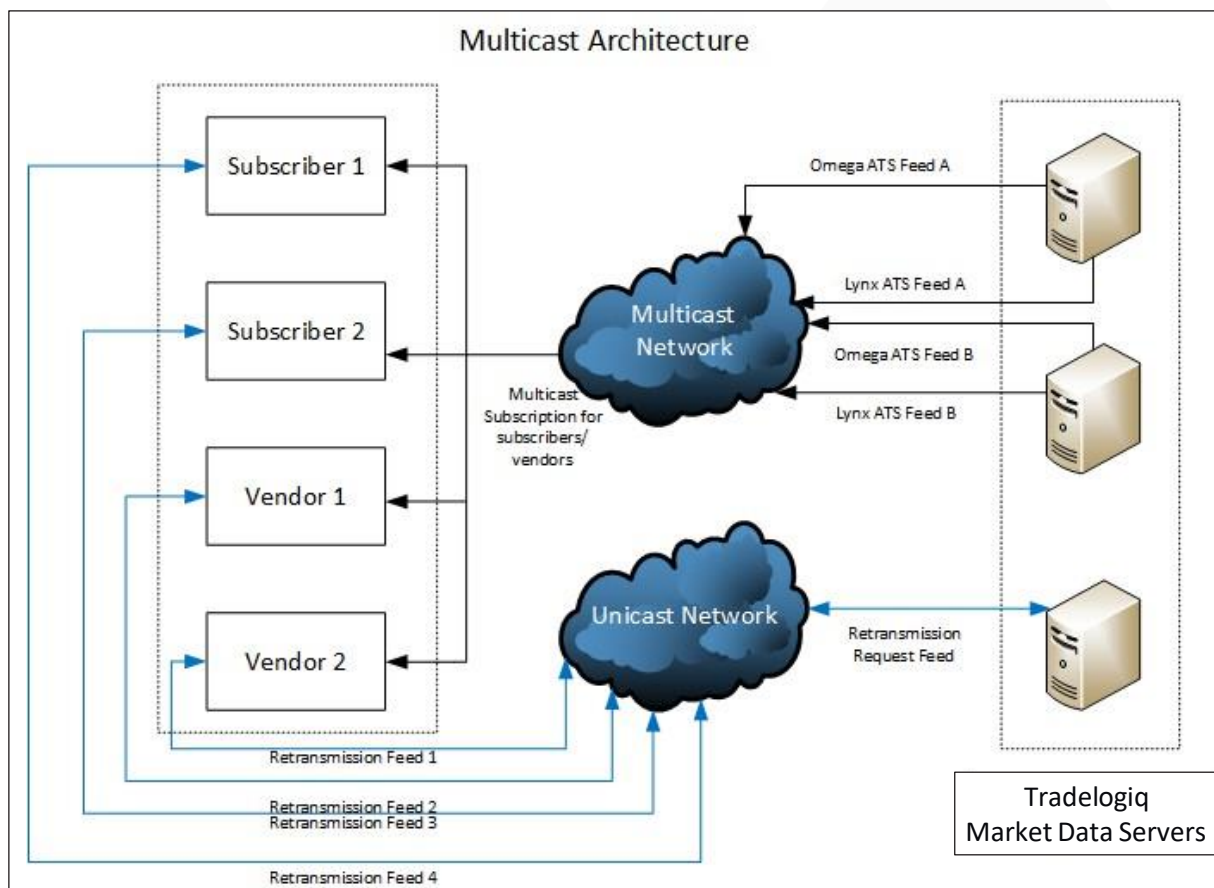 Multicast Architecture
Subscriber 1
Subscriber 2
Vendor 1
Vendor 2
Multicast
Subscription for
subscribers/
vendors
Multicast
Network
Omega ATS Feed A
Lynx ATS Feed A
Omega ATS Feed B
Lynx ATS Feed B
Unicast Network
Retransmission
Request Feed
Retransmission Feed 1
Retransmission Feed 2
Retransmission Feed 3
Retransmission Feed 4
Tradelogiq
Market Data Servers